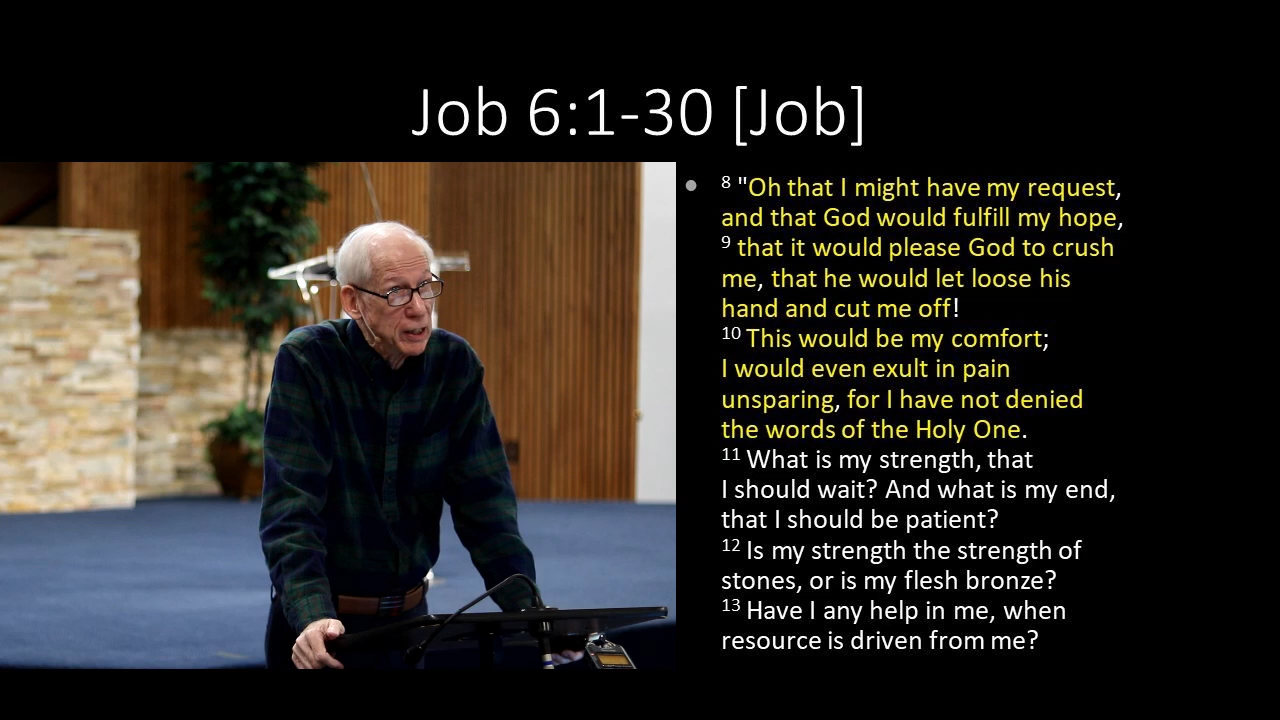 Job 6:1-30 [Job]
• ⁸ "Oh that I might have my request,
and that God would fulfill my hope,
⁹ that it would please God to crush
me, that he would let loose his
hand and cut me off!
¹⁰ This would be my comfort;
I would even exult in pain
unsparing, for I have not denied
the words of the Holy One.
¹¹ What is my strength, that
I should wait? And what is my end,
that I should be patient?
¹² Is my strength the strength of
stones, or is my flesh bronze?
¹³ Have I any help in me, when
resource is driven from me?